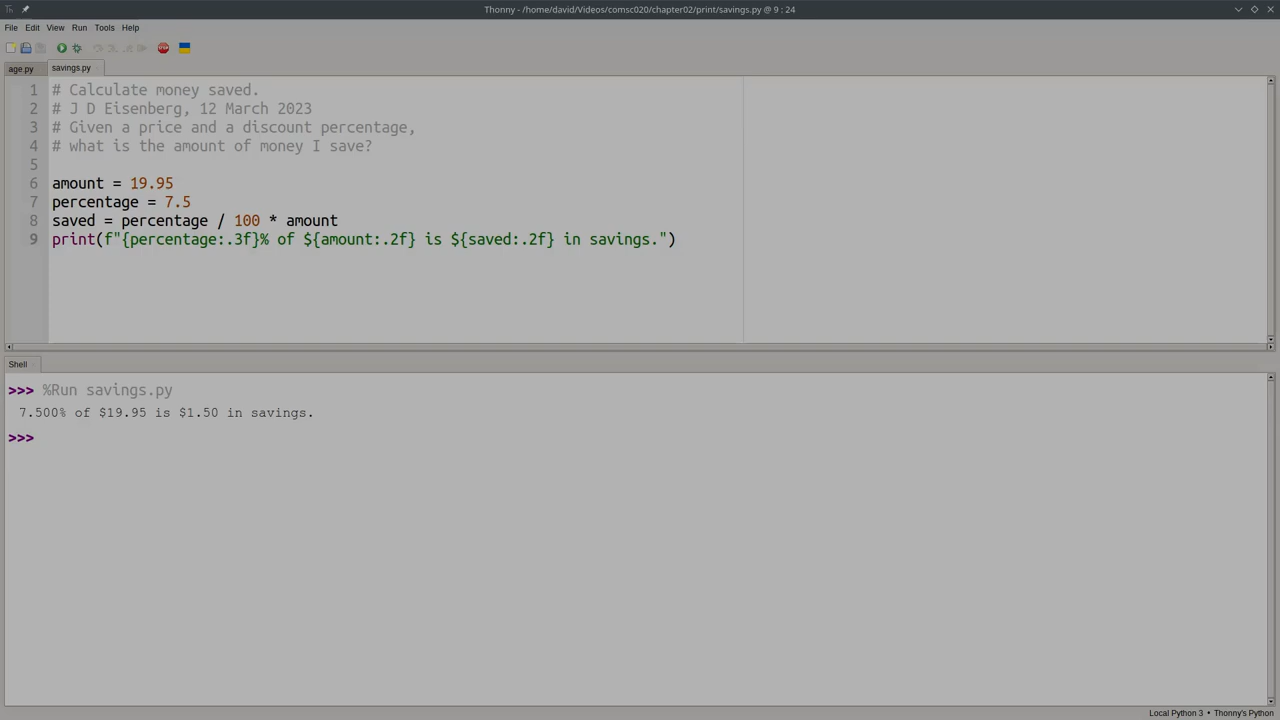 Thonny - /home/david/Videos/comsc020/chapter02/print/savings.py @ 9 : 24
File Edit View Run Tools Help
age.py savings.py
1 # Calculate money saved.
2 # J D Eisenberg, 12 March 2023
3 # Given a price and a discount percentage,
4 # what is the amount of money I save?
5
6 amount = 19.95
7 percentage = 7.5
8 saved = percentage / 100 * amount
9 print(f"{percentage:.3f}% of ${amount:.2f} is ${saved:.2f} in savings.")
Shell
>>> %Run savings.py
7.500% of $19.95 is $1.50 in savings.
>>>
Local Python 3 • Thonny's Python